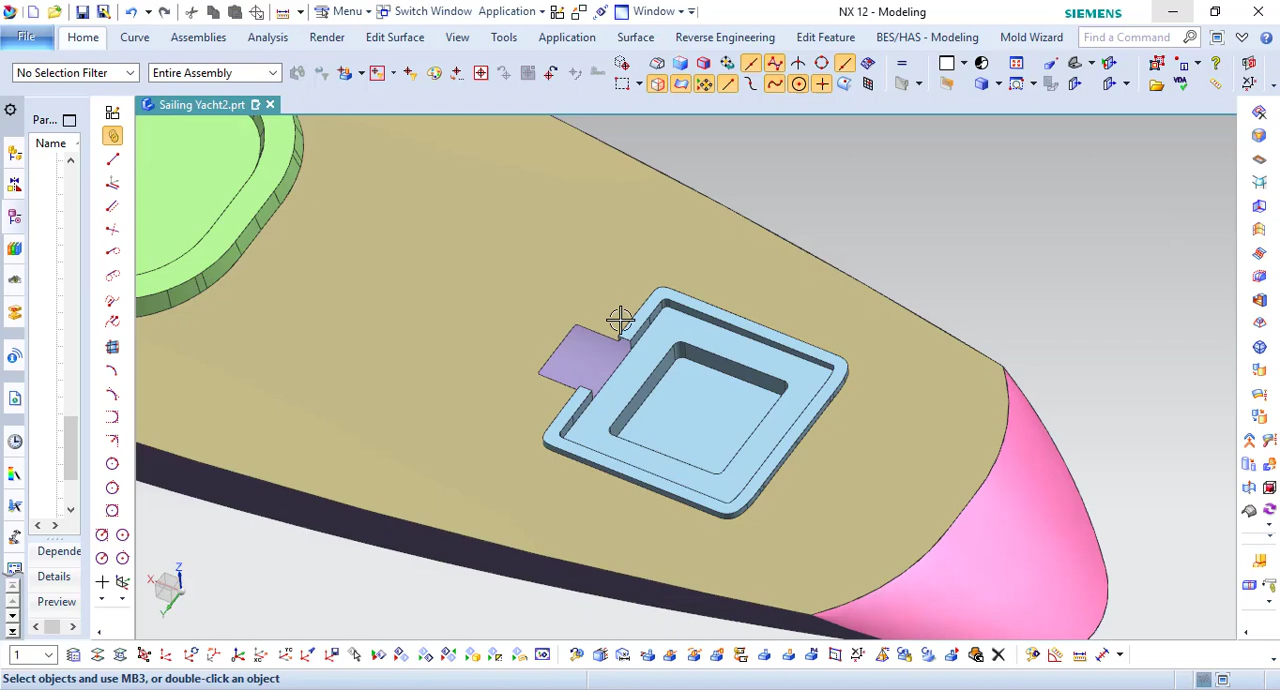 Menu Switch Window Application Window NX 12 - Modeling SIEMENS
File Home Curve Assemblies Analysis Render Edit Surface View Tools Application Surface Reverse Engineering Edit Feature BES/HAS - Modeling Mold Wizard Find a Command
No Selection Filter Entire Assembly
Sailing Yacht2.prt
Par...
Name
Depende
Details
Preview
Z
X
Y
1
Select objects and use MB3, or double-click an object